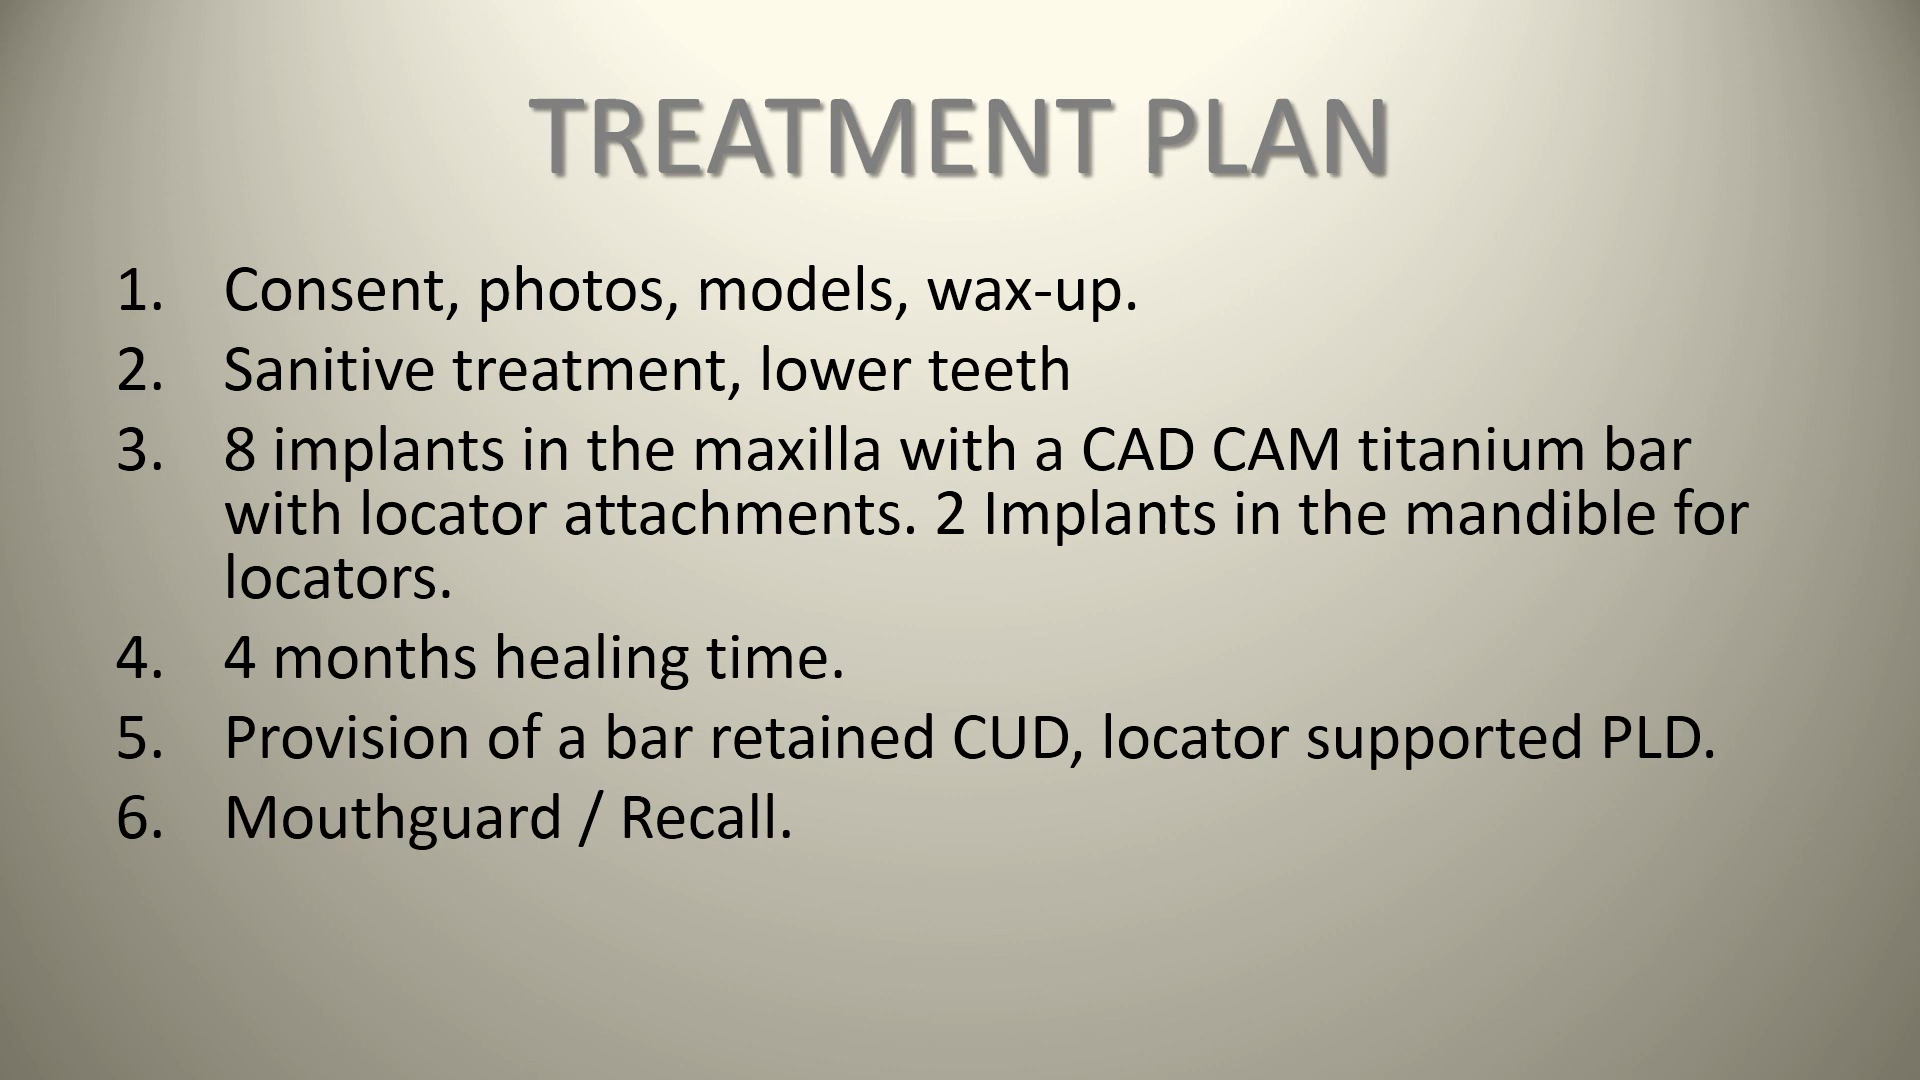 TREATMENT PLAN
1. Consent, photos, models, wax-up.
2. Sanitive treatment, lower teeth
3. 8 implants in the maxilla with a CAD CAM titanium bar
with locator attachments. 2 Implants in the mandible for
locators.
4. 4 months healing time.
5. Provision of a bar retained CUD, locator supported PLD.
6. Mouthguard / Recall.